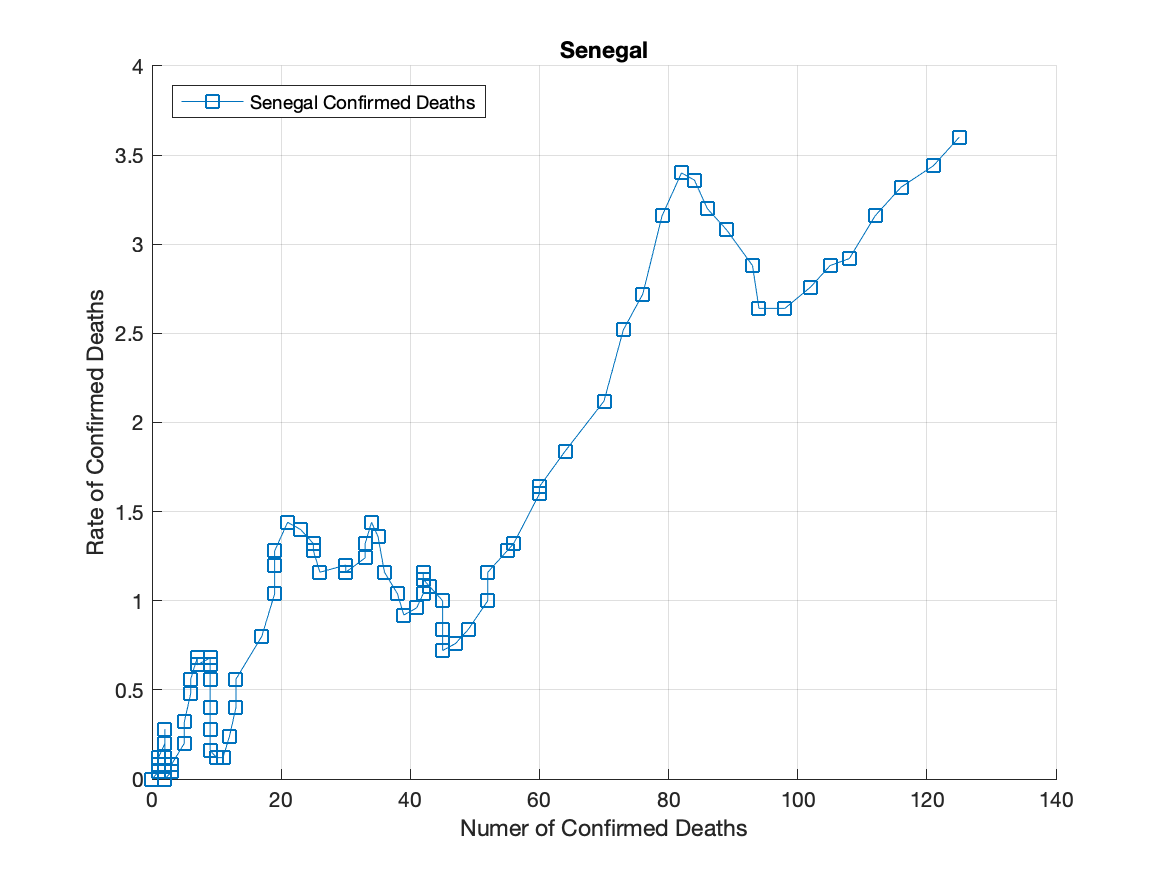 Senegal
Senegal Confirmed Deaths
Rate of Confirmed Deaths
4
3.5
3
2.5
2
1.5
1
0.5
0
0 20 40 60 80 100 120 140
Numer of Confirmed Deaths